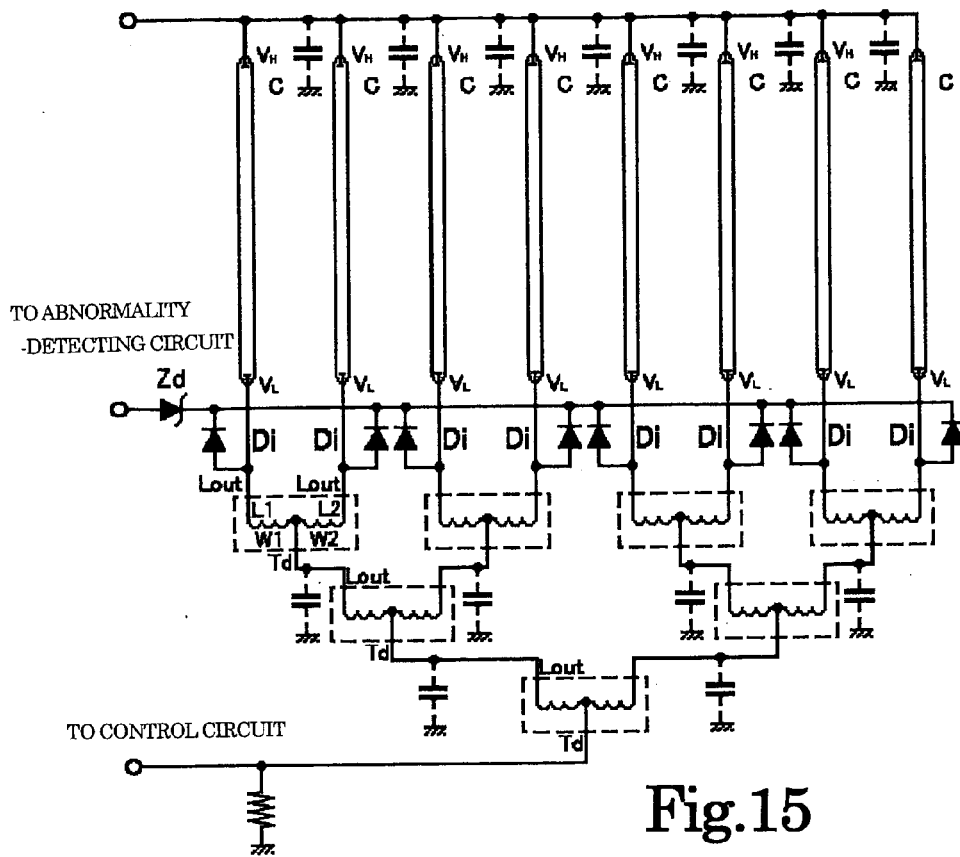 VH VH VH VH VH VH VH
C C C C C C C C
TO ABNORMALITY
-DETECTING CIRCUIT
Zd VL VL VL VL VL VL VL VL
Di Di Di Di Di Di Di Di
Lout Lout
L1 L2
W1 W2
Td Lout
Td Lout
TO CONTROL CIRCUIT Td
Fig.15